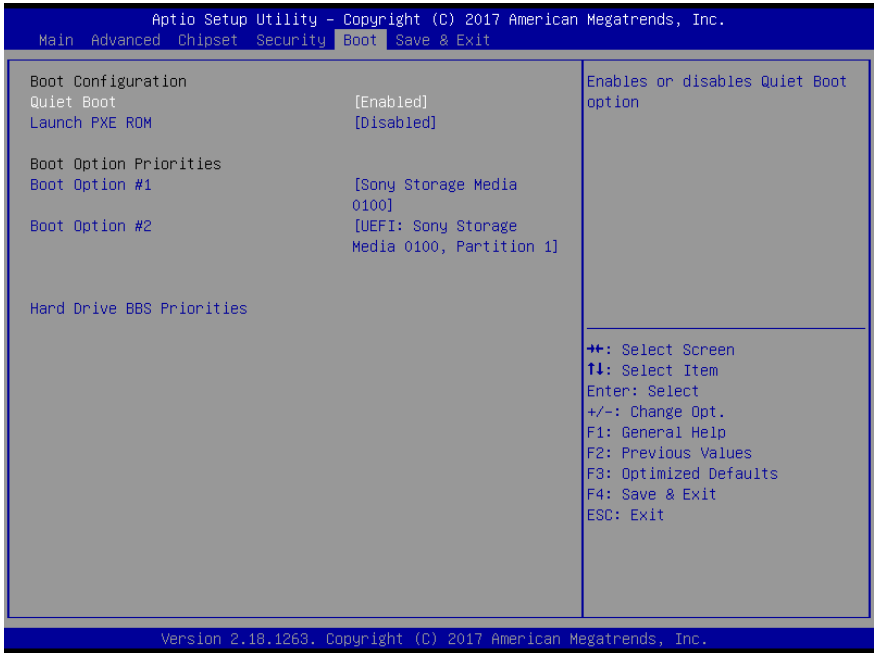 Aptio Setup Utility – Copyright (C) 2017 American Megatrends, Inc.
Main Advanced Chipset Security Boot Save & Exit
Boot Configuration
Quiet Boot [Enabled]
Launch PXE ROM [Disabled]
Boot Option Priorities
Boot Option #1 [Sony Storage Media
0100]
Boot Option #2 [UEFI: Sony Storage
Media 0100, Partition 1]
Hard Drive BBS Priorities
Enables or disables Quiet Boot
option
→←: Select Screen
↑↓: Select Item
Enter: Select
+/-: Change Opt.
F1: General Help
F2: Previous Values
F3: Optimized Defaults
F4: Save & Exit
ESC: Exit
Version 2.18.1263. Copyright (C) 2017 American Megatrends, Inc.